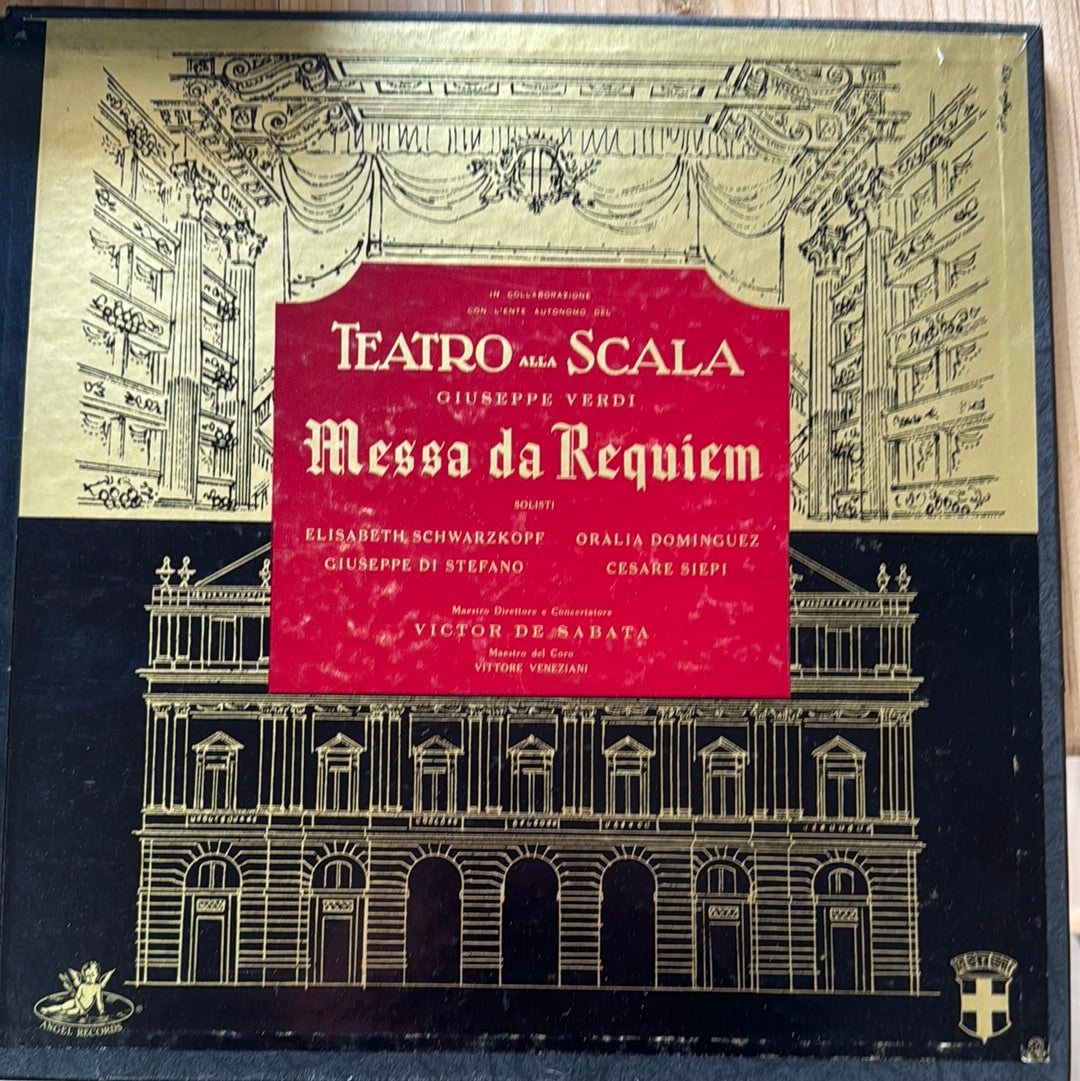 IN COLLABORAZIONE
CON L'ENTE AUTONOMO DEL
TEATRO ALLA SCALA
GIUSEPPE VERDI
Messa da Requiem
SOLISTI
ELISABETH SCHWARZKOPF ORALIA DOMINGUEZ
GIUSEPPE DI STEFANO CESARE SIEPI
Maestro Direttore e Concertatore
VICTOR DE SABATA
Maestro del Coro
VITTORE VENEZIANI
ANGEL RECORDS